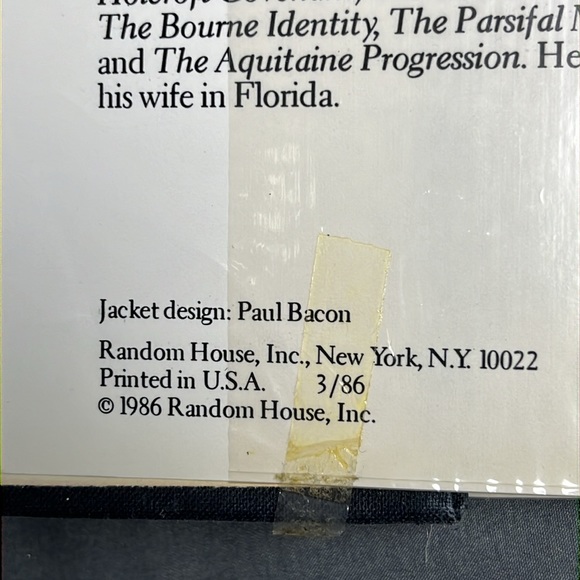 The Bourne Identity, The Parsifal
and The Aquitaine Progression. He
his wife in Florida.
Jacket design: Paul Bacon
Random House, Inc., New York, N.Y. 10022
Printed in U.S.A. 3/86
© 1986 Random House, Inc.